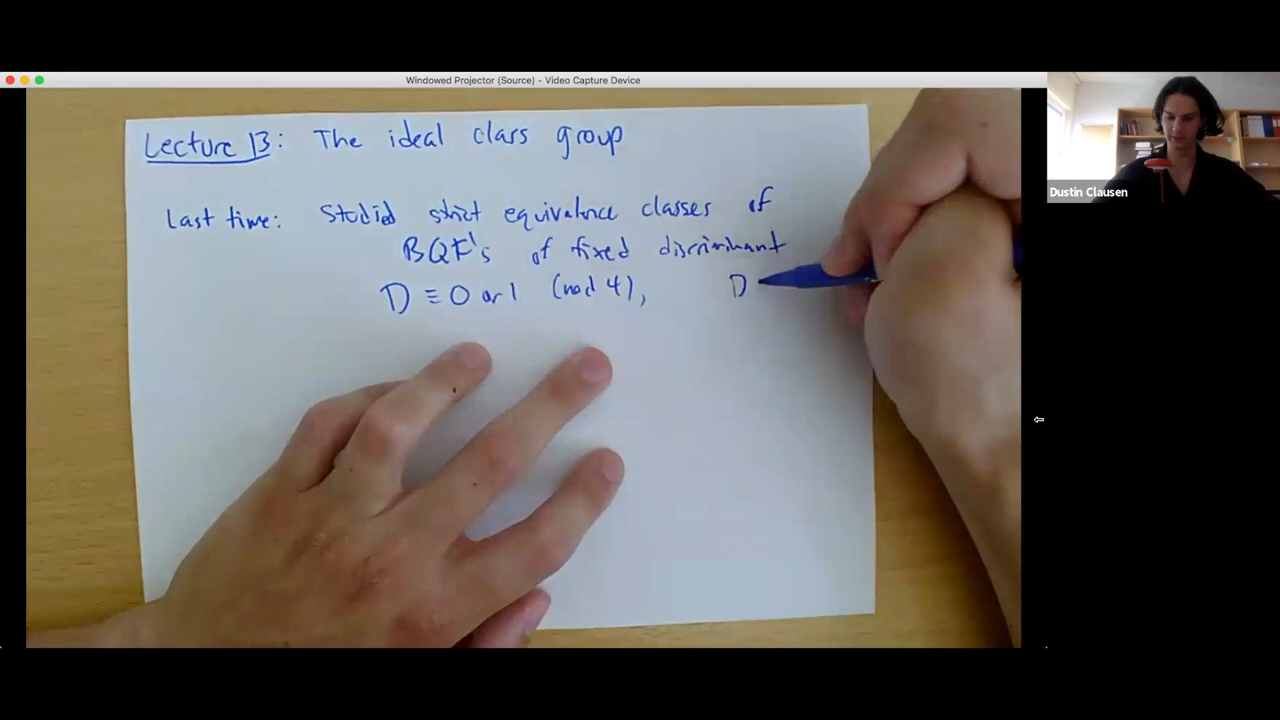 Windowed Projector (Source) - Video Capture Device
Lecture 13: The ideal class group
Last time: Studied strict equivalence classes of
BQF's of fixed discriminant
D ≡ 0 or 1 (mod 4), D
Dustin Clausen